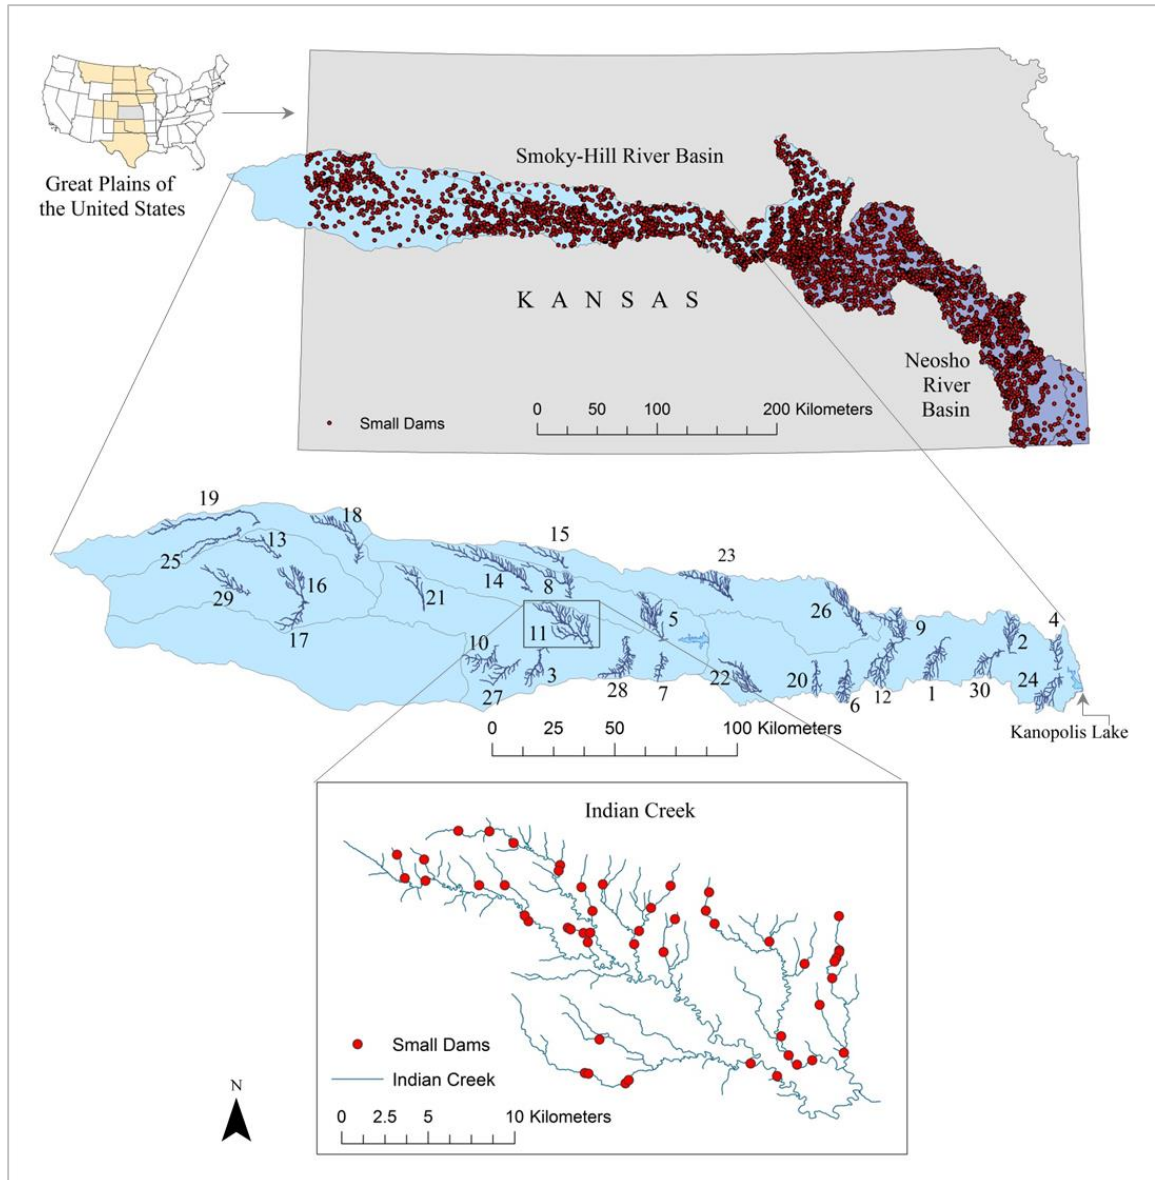 Great Plains of
the United States
Smoky-Hill River Basin
K A N S A S
Neosho
River
Basin
0 50 100 200 Kilometers
Small Dams
19
18
13
25
15
14
8
23
16
29
21
17
5
26
11
9
4
2
10
27
3
28
7
22
20
6
12
1
30
24
0 25 50 100 Kilometers
Kanopolis Lake
Indian Creek
Small Dams
Indian Creek
0 2.5 5 10 Kilometers
N